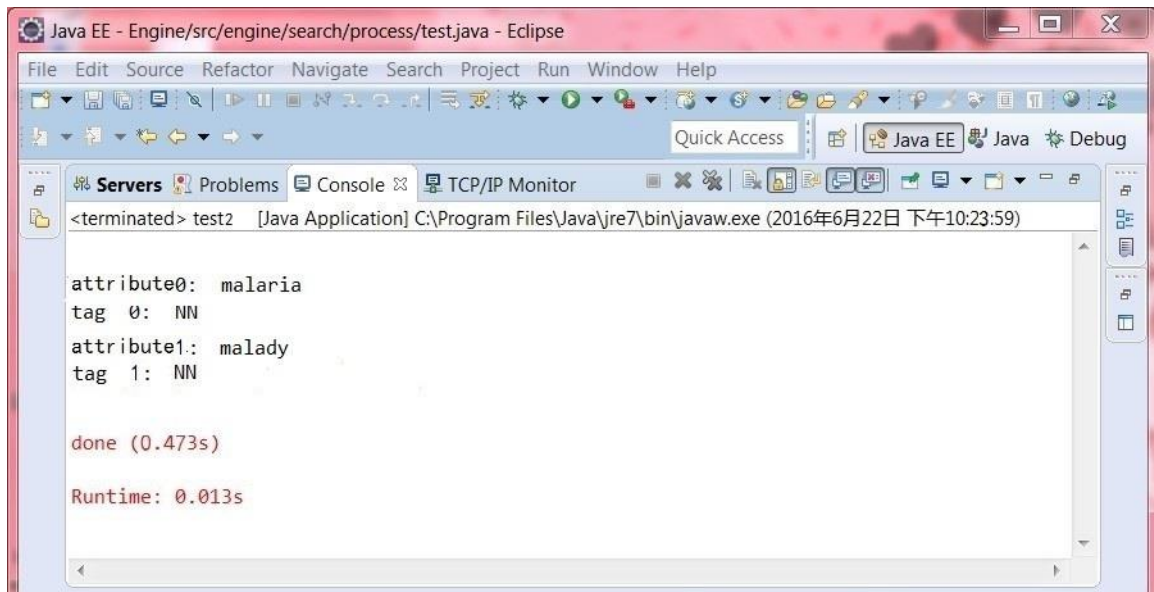 Java EE - Engine/src/engine/search/process/test.java - Eclipse
File Edit Source Refactor Navigate Search Project Run Window Help
Quick Access Java EE Java Debug
Servers Problems Console TCP/IP Monitor
<terminated> test2 [Java Application] C:\Program Files\Java\jre7\bin\javaw.exe (2016年6月22日 下午10:23:59)
attribute0: malaria
tag 0: NN
attribute1.: malady
tag 1: NN
done (0.473s)
Runtime: 0.013s